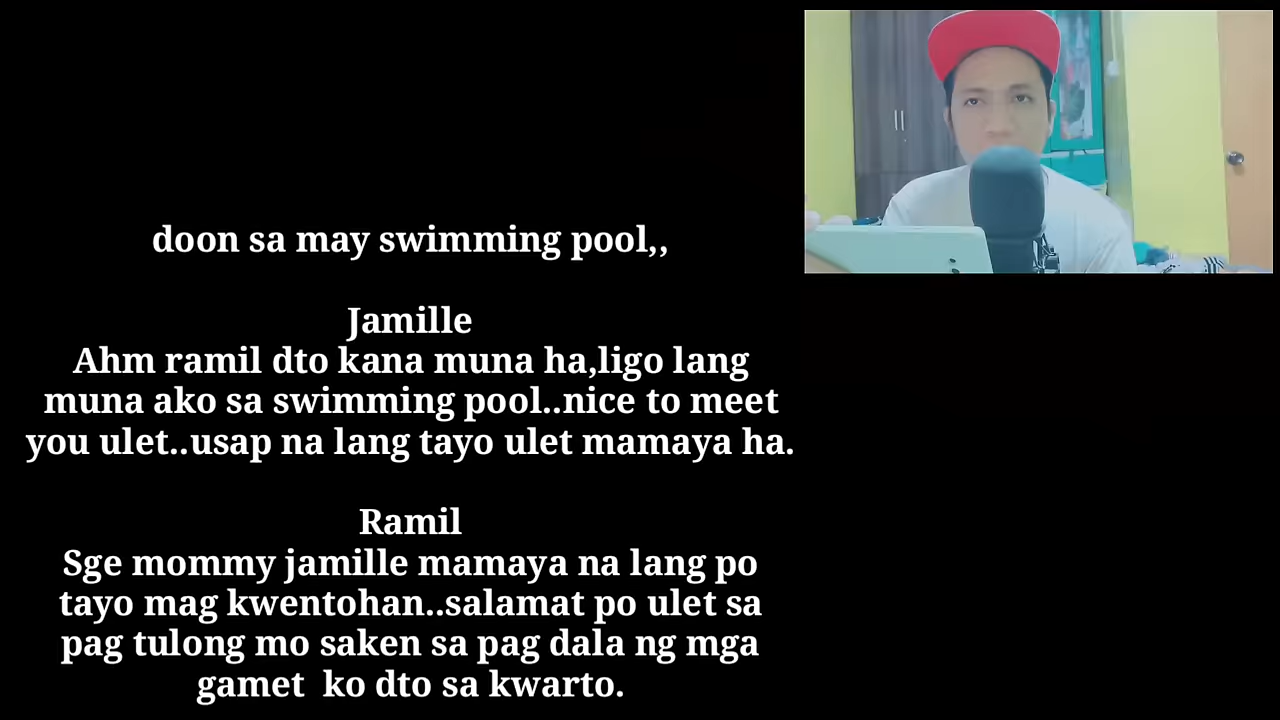 doon sa may swimming pool,,
Jamille
Ahm ramil dto kana muna ha,ligo lang
muna ako sa swimming pool..nice to meet
you ulet..usap na lang tayo ulet mamaya ha.
Ramil
Sge mommy jamille mamaya na lang po
tayo mag kwentohan..salamat po ulet sa
pag tulong mo saken sa pag dala ng mga
gamet  ko dto sa kwarto.